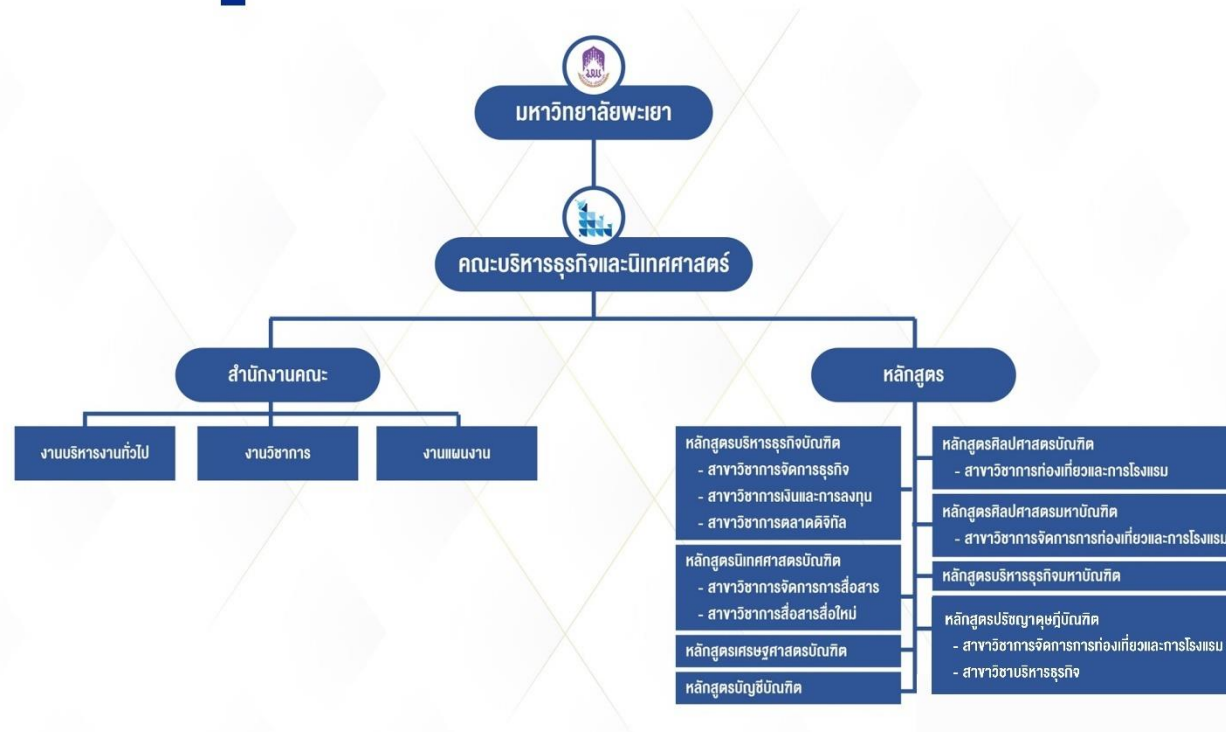 มหาวิทยาลัยพะเยา
คณะบริหารธุรกิจและนิเทศศาสตร์
สำนักงานคณะ
งานบริหารงานทั่วไป
งานวิชาการ
งานแผนงาน
หลักสูตร
หลักสูตรบริหารธุรกิจบัณฑิต
- สาขาวิชาการจัดการธุรกิจ
- สาขาวิชาการเงินและการลงทุน
- สาขาวิชาการตลาดดิจิทัล
หลักสูตรนิเทศศาสตรบัณฑิต
- สาขาวิชาการจัดการการสื่อสาร
- สาขาวิชาการสื่อสารสื่อใหม่
หลักสูตรเศรษฐศาสตรบัณฑิต
หลักสูตรบัญชีบัณฑิต
หลักสูตรศิลปศาสตรบัณฑิต
- สาขาวิชาการท่องเที่ยวและการโรงแรม
หลักสูตรศิลปศาสตรมหาบัณฑิต
- สาขาวิชาการจัดการการท่องเที่ยวและการโรงแรม
หลักสูตรบริหารธุรกิจมหาบัณฑิต
หลักสูตรปรัชญาดุษฎีบัณฑิต
- สาขาวิชาการจัดการการท่องเที่ยวและการโรงแรม
- สาขาวิชาบริหารธุรกิจ